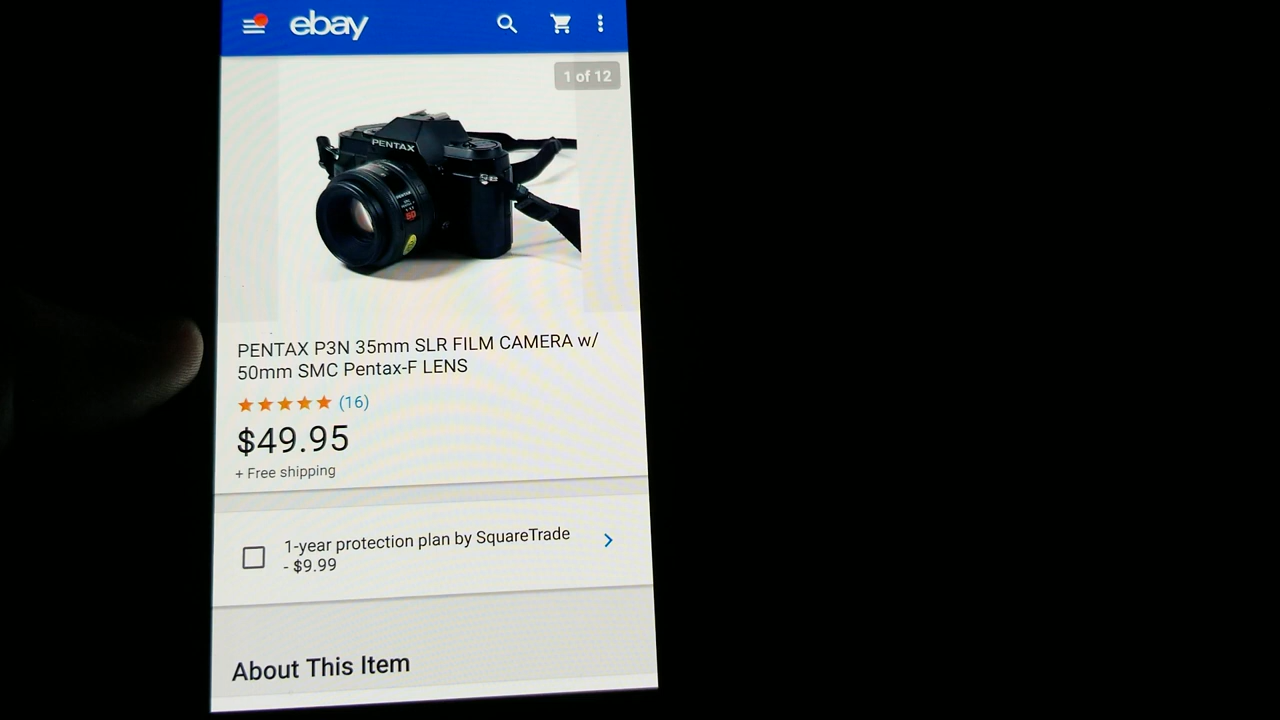 ebay
1 of 12
PENTAX
50
PENTAX P3N 35mm SLR FILM CAMERA w/
50mm SMC Pentax-F LENS
(16)
$49.95
+ Free shipping
1-year protection plan by SquareTrade
- $9.99
About This Item